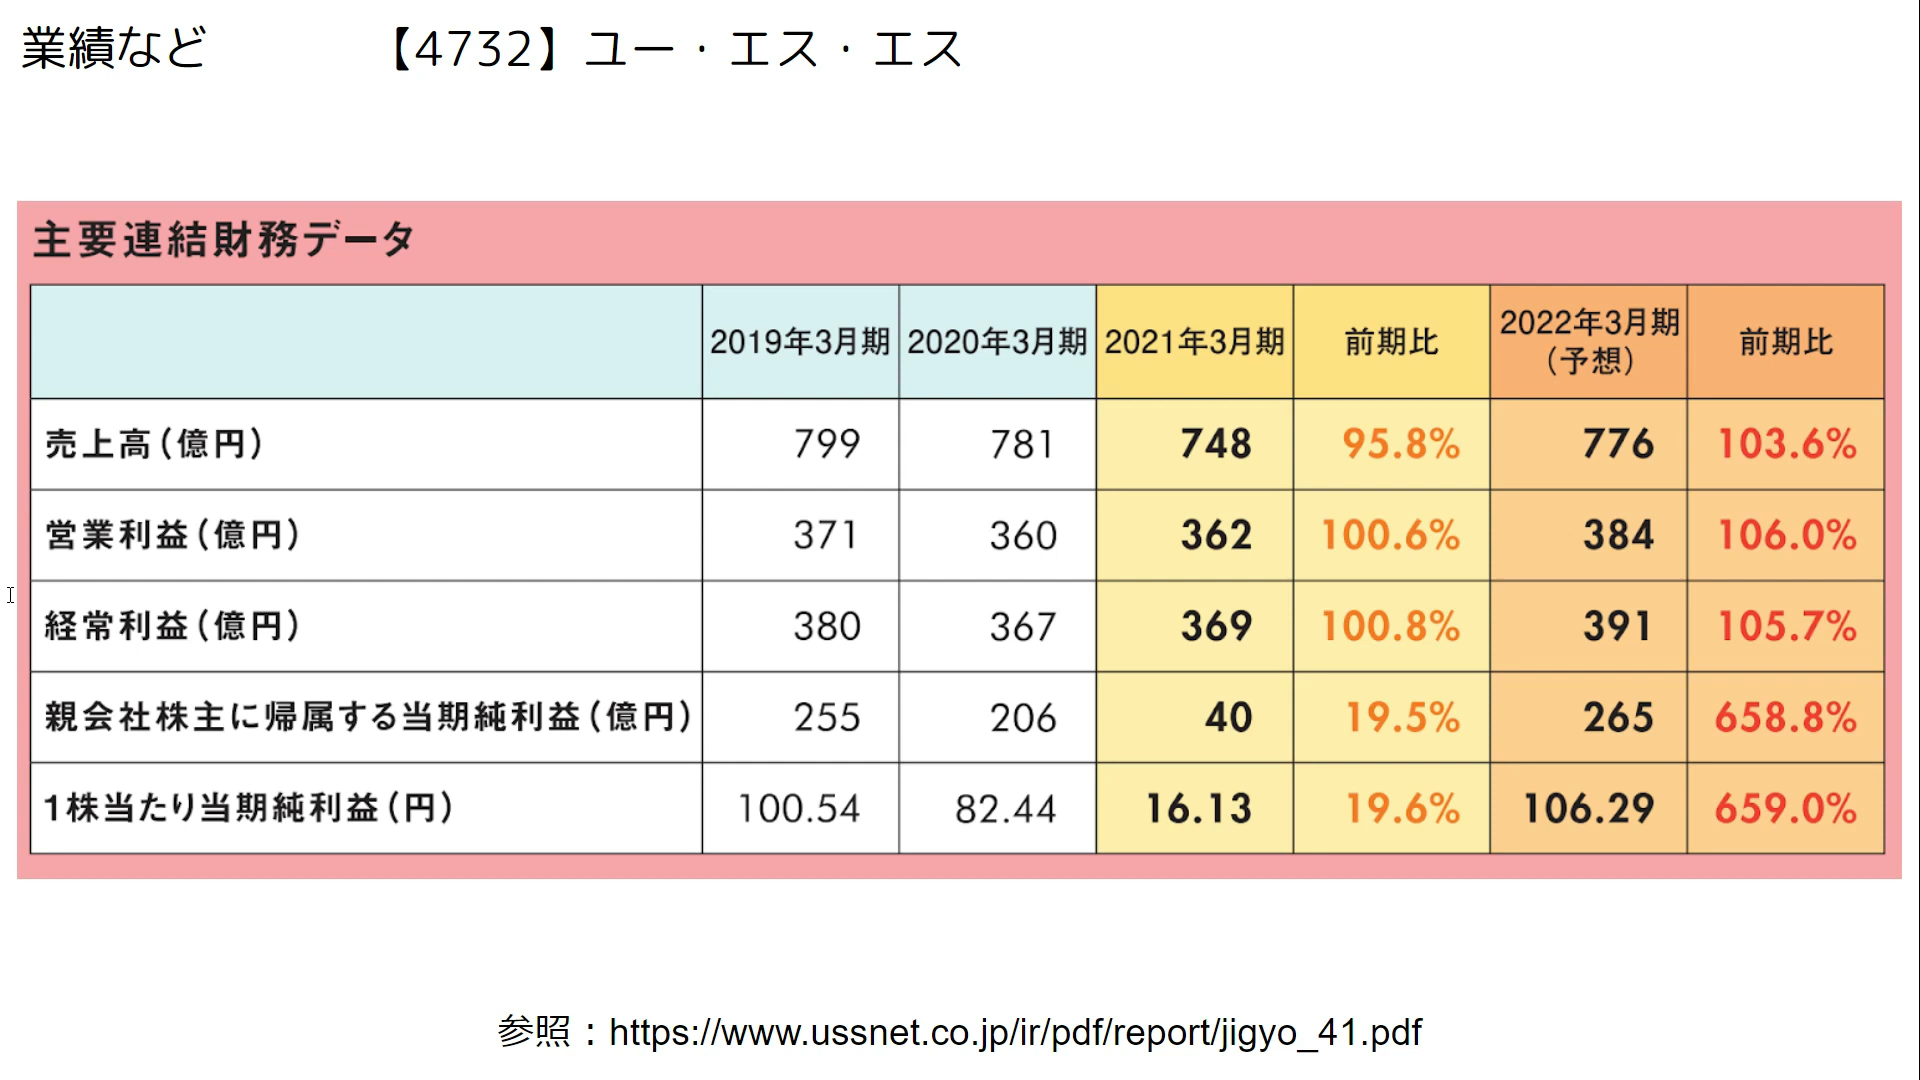 業績など 【4732】ユー・エス・エス
主要連結財務データ
2019年3月期 2020年3月期 2021年3月期 前期比 2022年3月期(予想) 前期比
売上高(億円) 799 781 748 95.8% 776 103.6%
営業利益(億円) 371 360 362 100.6% 384 106.0%
経常利益(億円) 380 367 369 100.8% 391 105.7%
親会社株主に帰属する当期純利益(億円) 255 206 40 19.5% 265 658.8%
1株当たり当期純利益(円) 100.54 82.44 16.13 19.6% 106.29 659.0%
参照：https://www.ussnet.co.jp/ir/pdf/report/jigyo_41.pdf